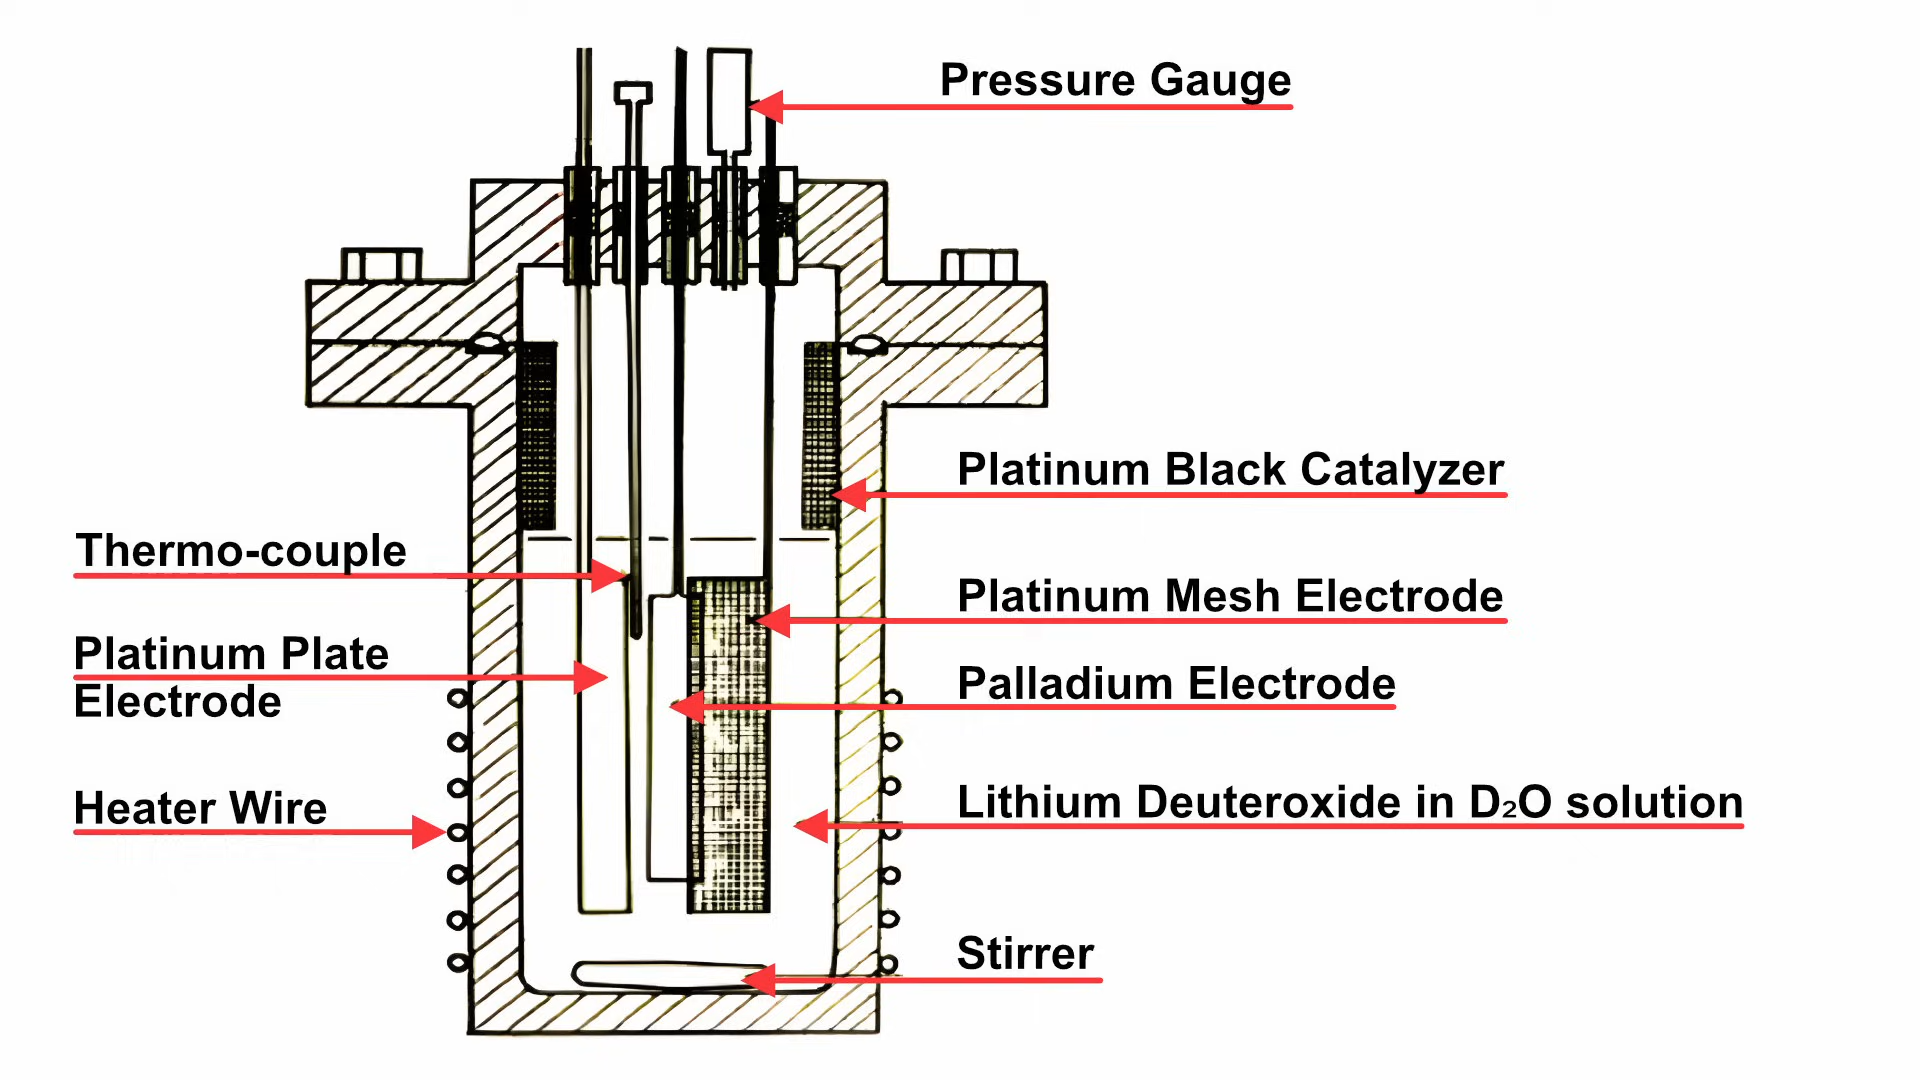 Pressure Gauge
Platinum Black Catalyzer
Thermo-couple
Platinum Mesh Electrode
Platinum Plate
Electrode
Palladium Electrode
Heater Wire
Lithium Deuteroxide in D₂O solution
Stirrer